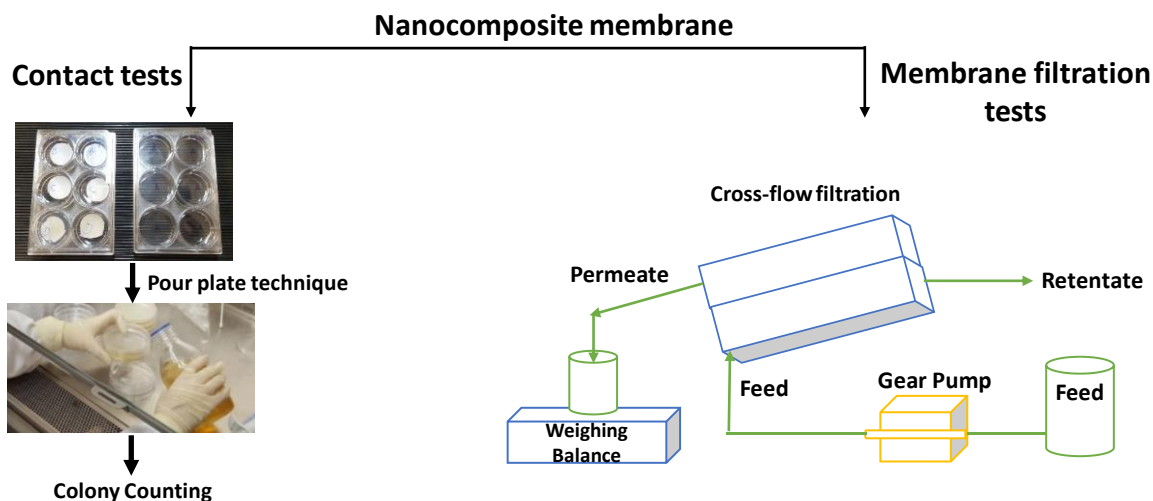 Nanocomposite membrane
Contact tests
Membrane filtration
tests
Cross-flow filtration
Pour plate technique
Permeate
Retentate
Feed
Gear Pump
Feed
Weighing
Balance
Colony Counting